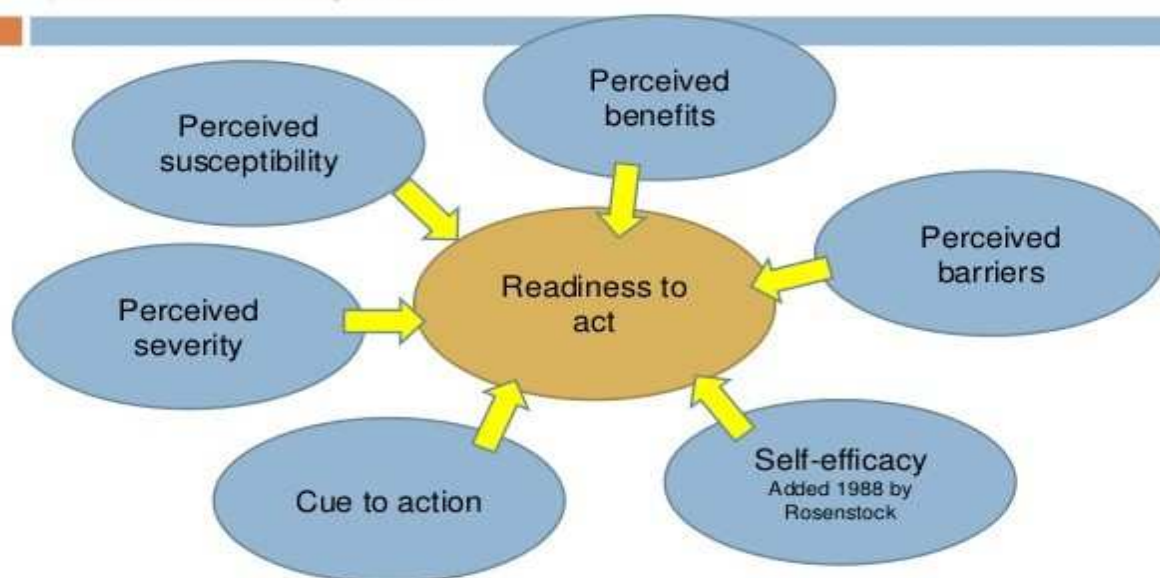 Perceived
benefits
Perceived
susceptibility
Perceived
barriers
Readiness to
act
Perceived
severity
Self-efficacy
Added 1988 by
Rosenstock
Cue to action